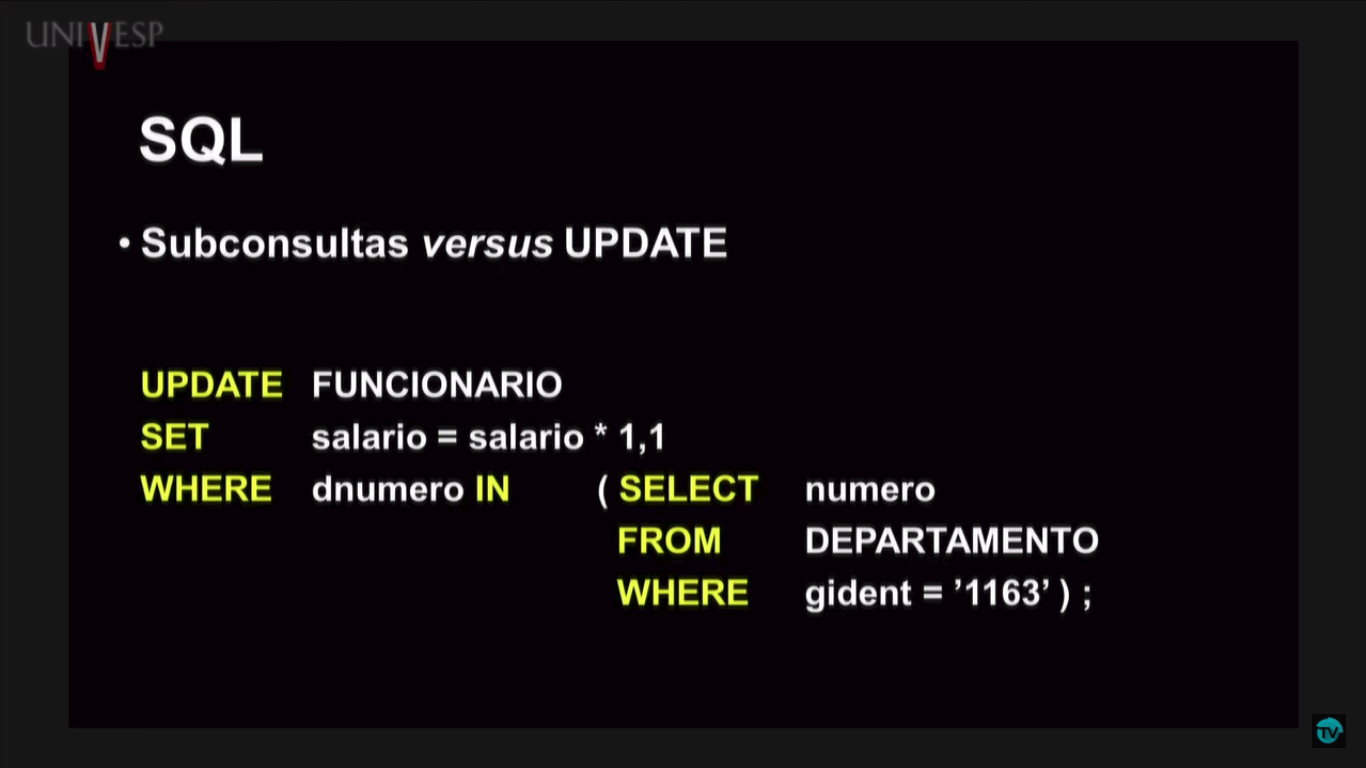 UNIVESP
SQL
• Subconsultas versus UPDATE
UPDATE FUNCIONARIO
SET salario = salario * 1,1
WHERE dnumero IN ( SELECT numero
FROM DEPARTAMENTO
WHERE gident = ’1163’ ) ;
TV